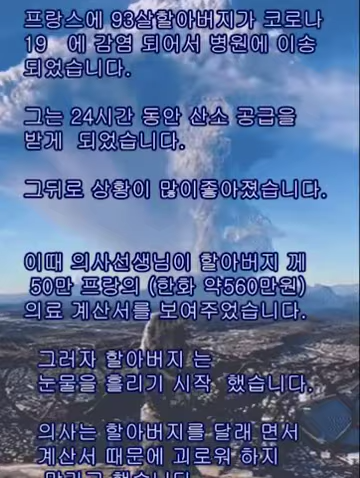 프랑스에 93살할아버지가 코로나
19 에 감염 되어서 병원에 이송
되었습니다.
그는 24시간 동안 산소 공급을
받게 되었습니다.
그뒤로 상황이 많이좋아졌습니다.
이때 의사선생님이 할아버지 께
50만 프랑의 (한화 약560만원)
의료 계산서를 보여주었습니다.
그러자 할아버지 는
눈물을 흘리기 시작 했습니다.
의사는 할아버지를 달래 면서
계산서 때문에 괴로워 하지
말라고 했습니다